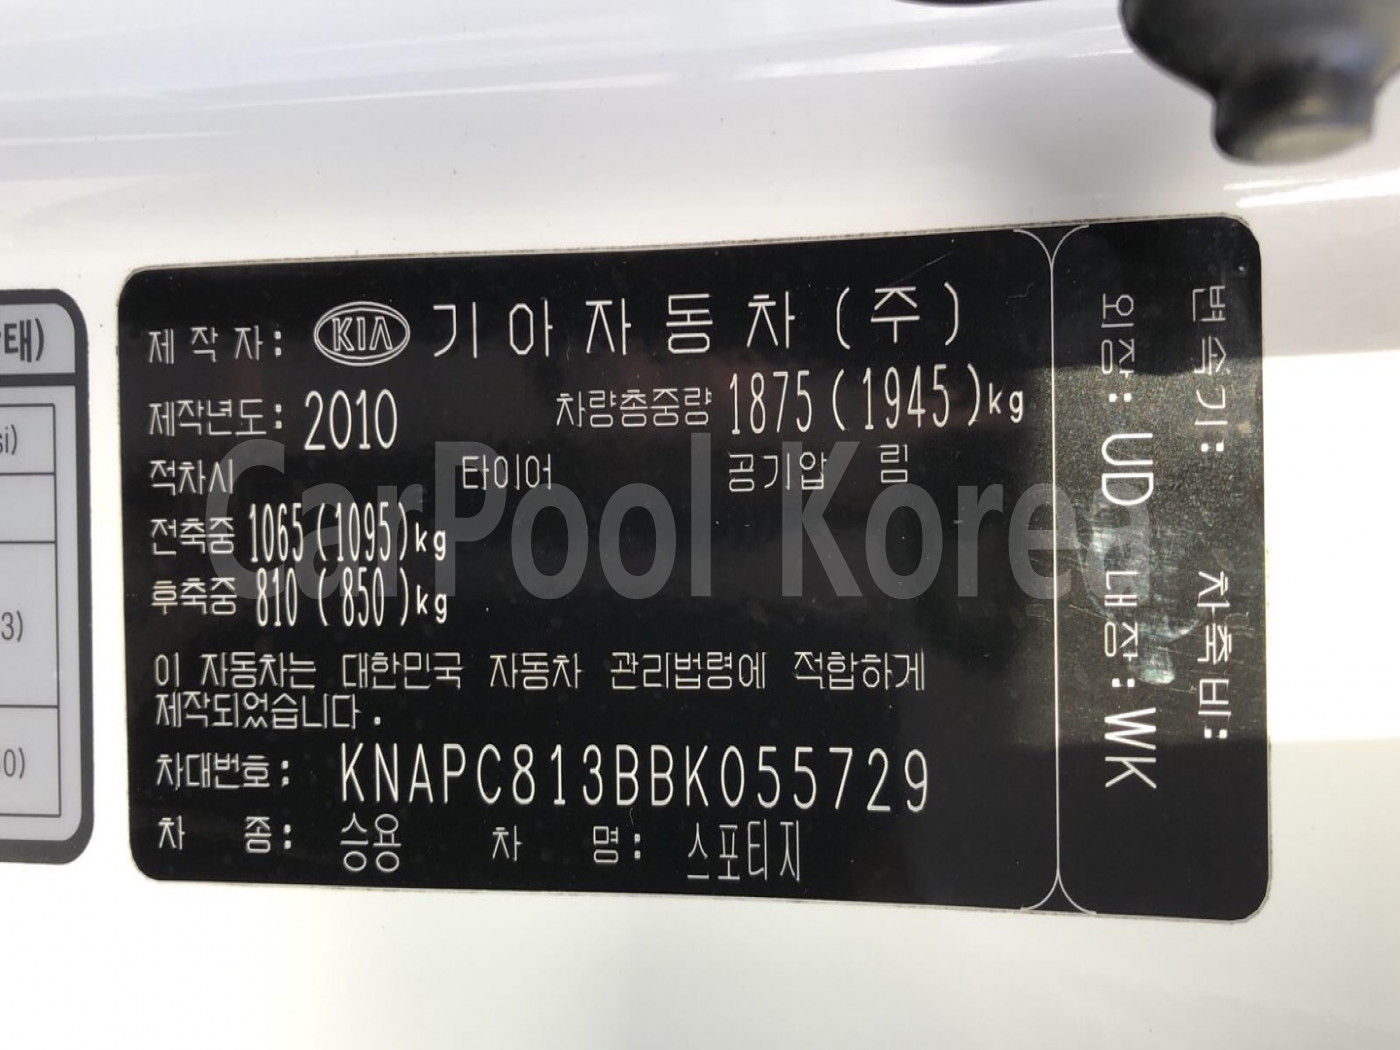 태)
si)
3)
0)
제 작 자: KIA 기아자동차(주)
제작년도: 2010 차량총중량 1875(1945)kg
적차시 타이어 공기압 림
전축중 1065(1095)kg
후축중 810 (850)kg
이 자동차는 대한민국 자동차 관리법령에 적합하게
제작되었습니다.
차대번호: KNAPC813BBK055729
차 종: 승용 차 명: 스포티지
변속기: 차축비:
외장: UD 내장: WK
CarPool Korea